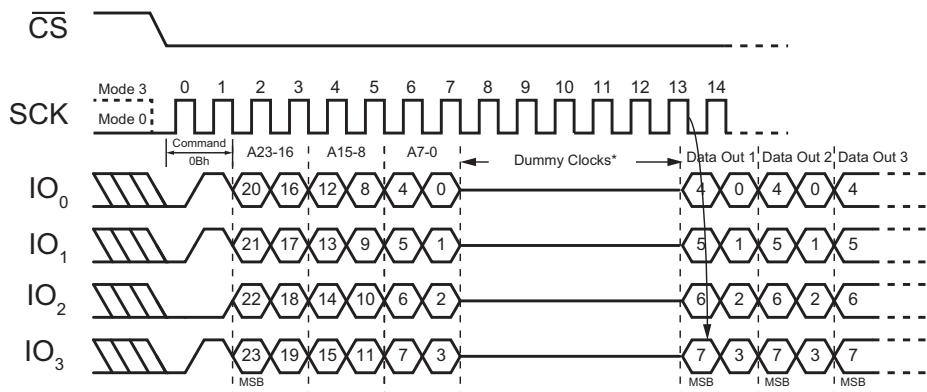 CS
Mode 3
Mode 0
SCK
0 1 2 3 4 5 6 7 8 9 10 11 12 13 14
Command
0Bh
A23-16 A15-8 A7-0 Dummy Clocks* Data Out 1 Data Out 2 Data Out 3
IO0 20 16 12 8 4 0 4 0 4 0 4
IO1 21 17 13 9 5 1 5 1 5 1 5
IO2 22 18 14 10 6 2 6 2 6 2 6
IO3 23 19 15 11 7 3 7 3 7 3 7
MSB MSB MSB MSB